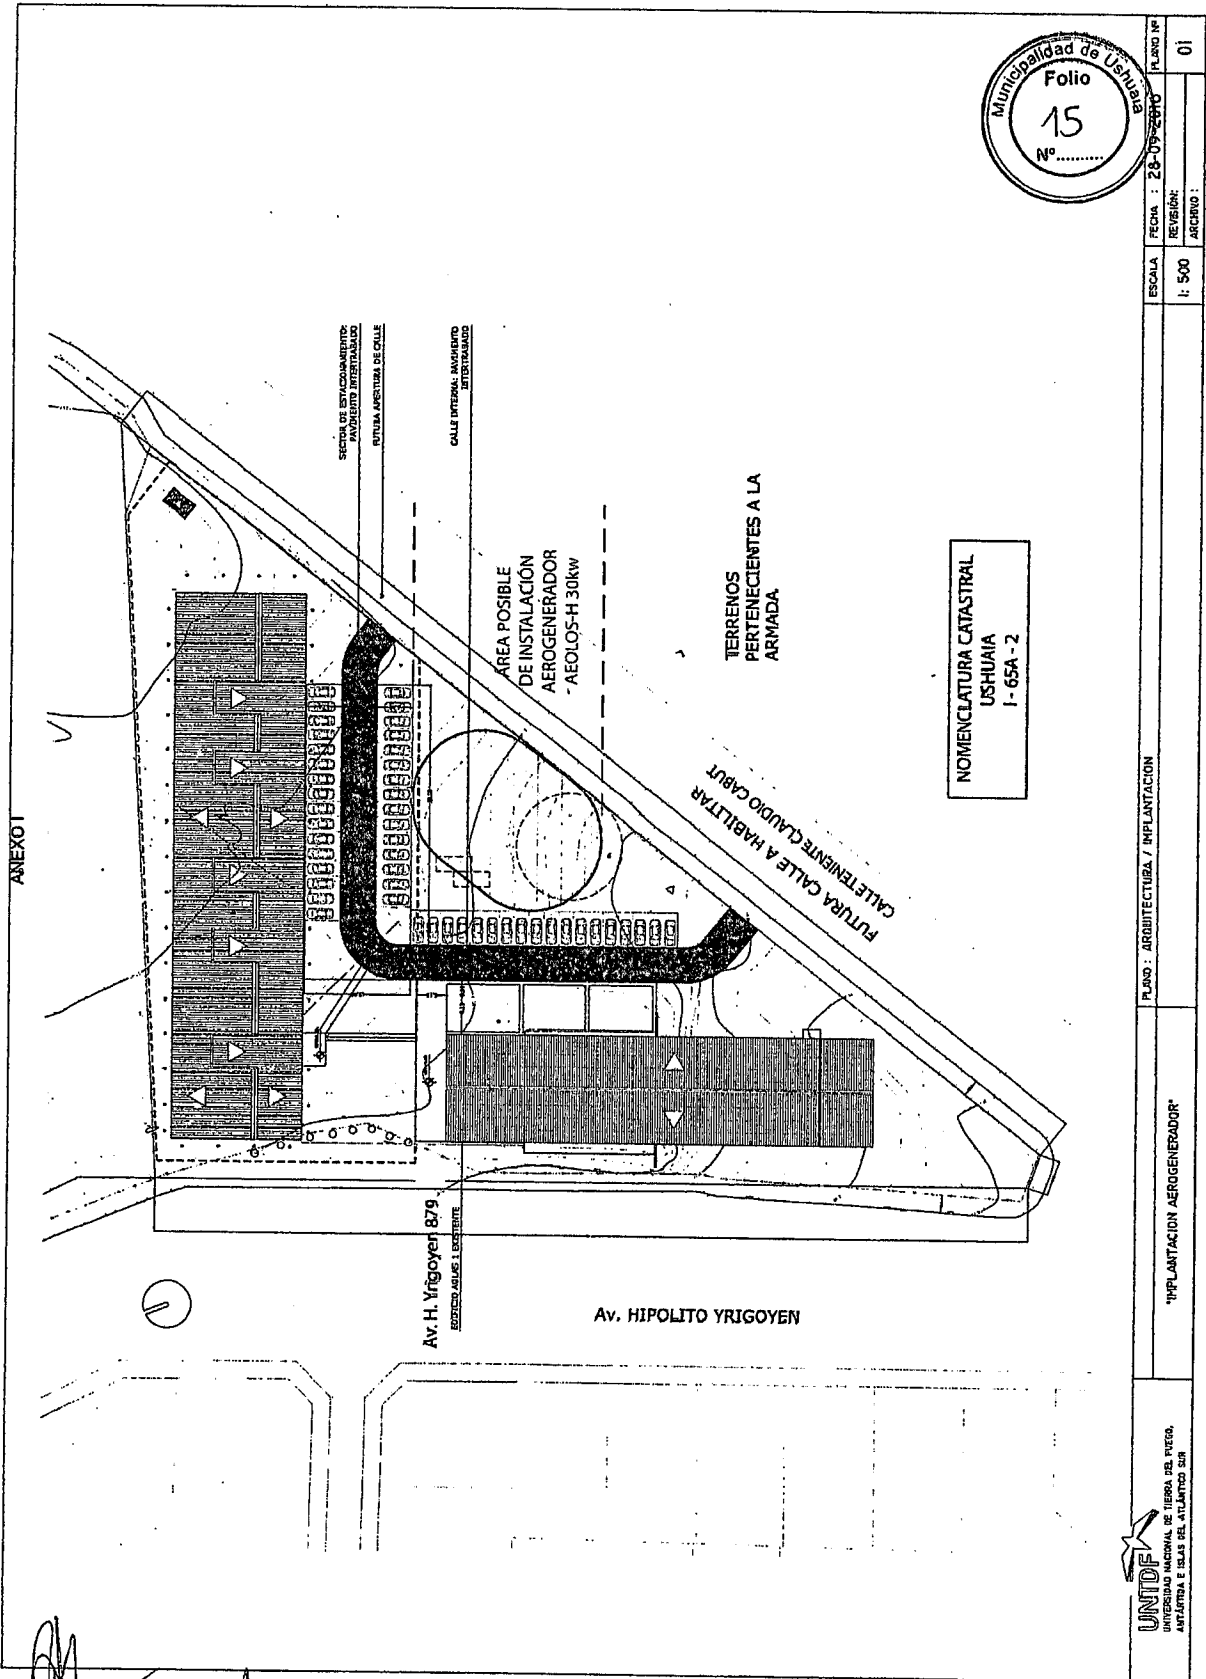 ANEXO I
Municipalidad de Ushuaia
Folio
15
Nº..........
SECTOR DE ESTACIONAMIENTO:
PAVIMENTO INTERTRABADO
FUTURA APERTURA DE CALLE
CALLE INTERNA: PAVIMENTO
INTERTRABADO
AREA POSIBLE
DE INSTALACIÓN
AEROGENERADOR
- AEOLOS-H 30kw
TERRENOS
PERTENECIENTES A LA
ARMADA
FUTURA CALLE A HABILITAR
CALLE TENIENTE CLAUDIO CABUT
NOMENCLATURA CATASTRAL
USHUAIA
I - 65A - 2
Av. H. Yrigoyen 879
EDIFICIO AULAS 1 EXISTENTE
Av. HIPOLITO YRIGOYEN
UNTDF
UNIVERSIDAD NACIONAL DE TIERRA DEL FUEGO,
ANTÁRTIDA E ISLAS DEL ATLÁNTICO SUR
"IMPLANTACION AEROGENERADOR"
PLANO : ARQUITECTURA / IMPLANTACION
ESCALA
1: 500
FECHA : 28-09-2016
REVISIÓN:
ARCHIVO :
PLANO Nº
01